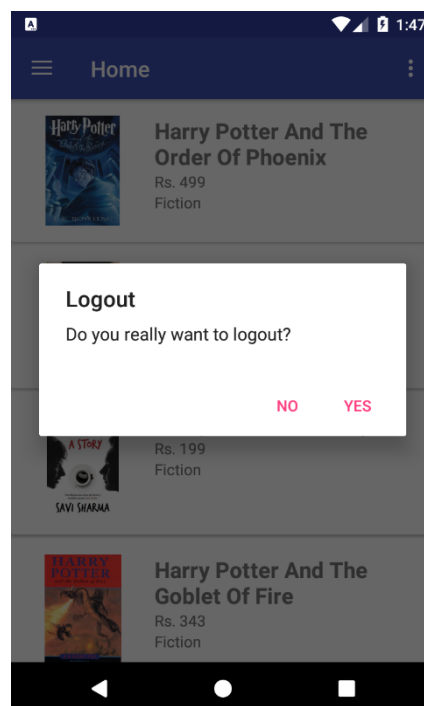 A
1:47
Home
Harry Potter
Harry Potter And The
Order Of Phoenix
Rs. 499
Fiction
Logout
Do you really want to logout?
NO
YES
A STORY
SAVI SHARMA
Rs. 199
Fiction
HARRY
POTTER
Harry Potter And The
Goblet Of Fire
Rs. 343
Fiction